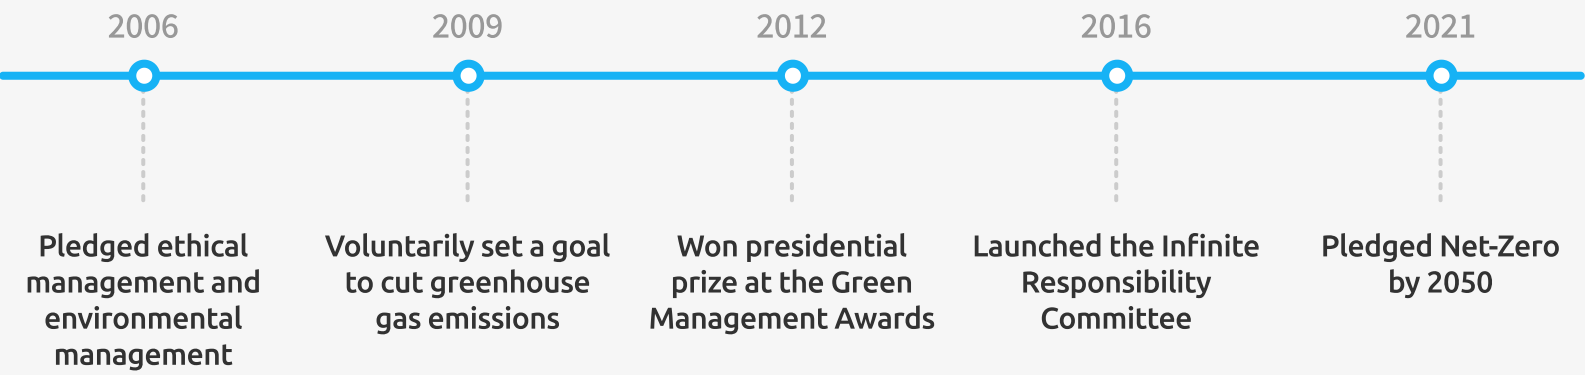 2006
Pledged ethical
management and
environmental
management
2009
Voluntarily set a goal
to cut greenhouse
gas emissions
2012
Won presidential
prize at the Green
Management Awards
2016
Launched the Infinite
Responsibility
Committee
2021
Pledged Net-Zero
by 2050